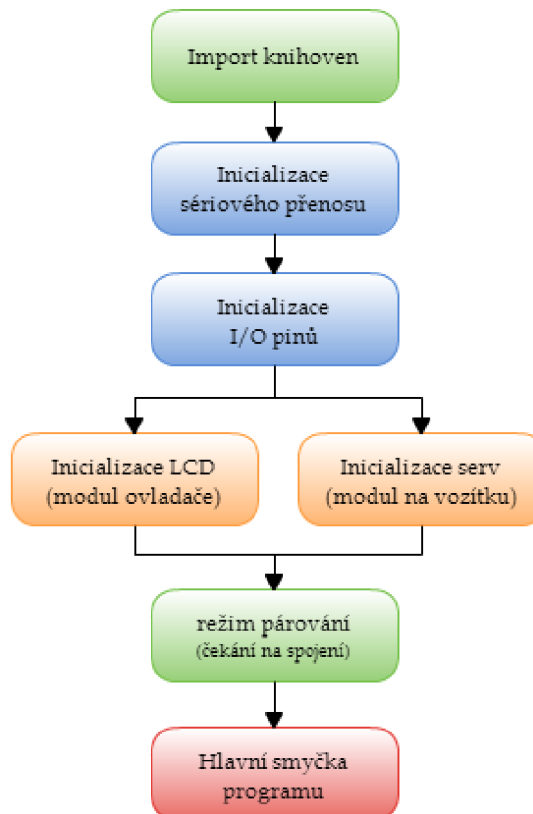 Import knihoven
Inicializace
sériového přenosu
Inicializace
I/O pinů
Inicializace LCD
(modul ovladače)
Inicializace serv
(modul na vozítku)
režim párování
(čekání na spojení)
Hlavní smyčka
programu